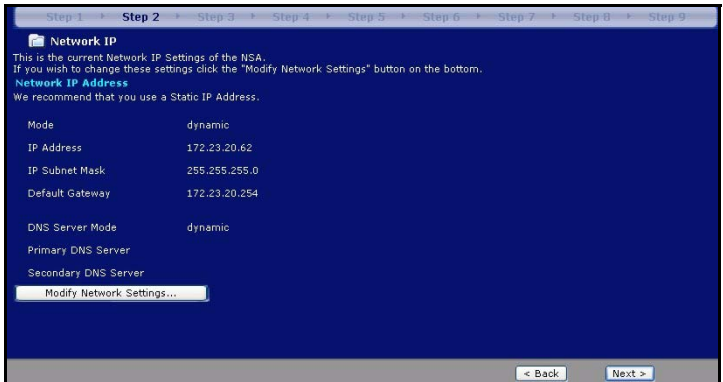 Step 1 Step 2 Step 3 Step 4 Step 5 Step 6 Step 7 Step 8 Step 9
Network IP
This is the current Network IP Settings of the NSA.
If you wish to change these settings click the "Modify Network Settings" button on the bottom.
Network IP Address
We recommend that you use a Static IP Address.
Mode dynamic
IP Address 172.23.20.62
IP Subnet Mask 255.255.255.0
Default Gateway 172.23.20.254
DNS Server Mode dynamic
Primary DNS Server
Secondary DNS Server
Modify Network Settings...
< Back Next >